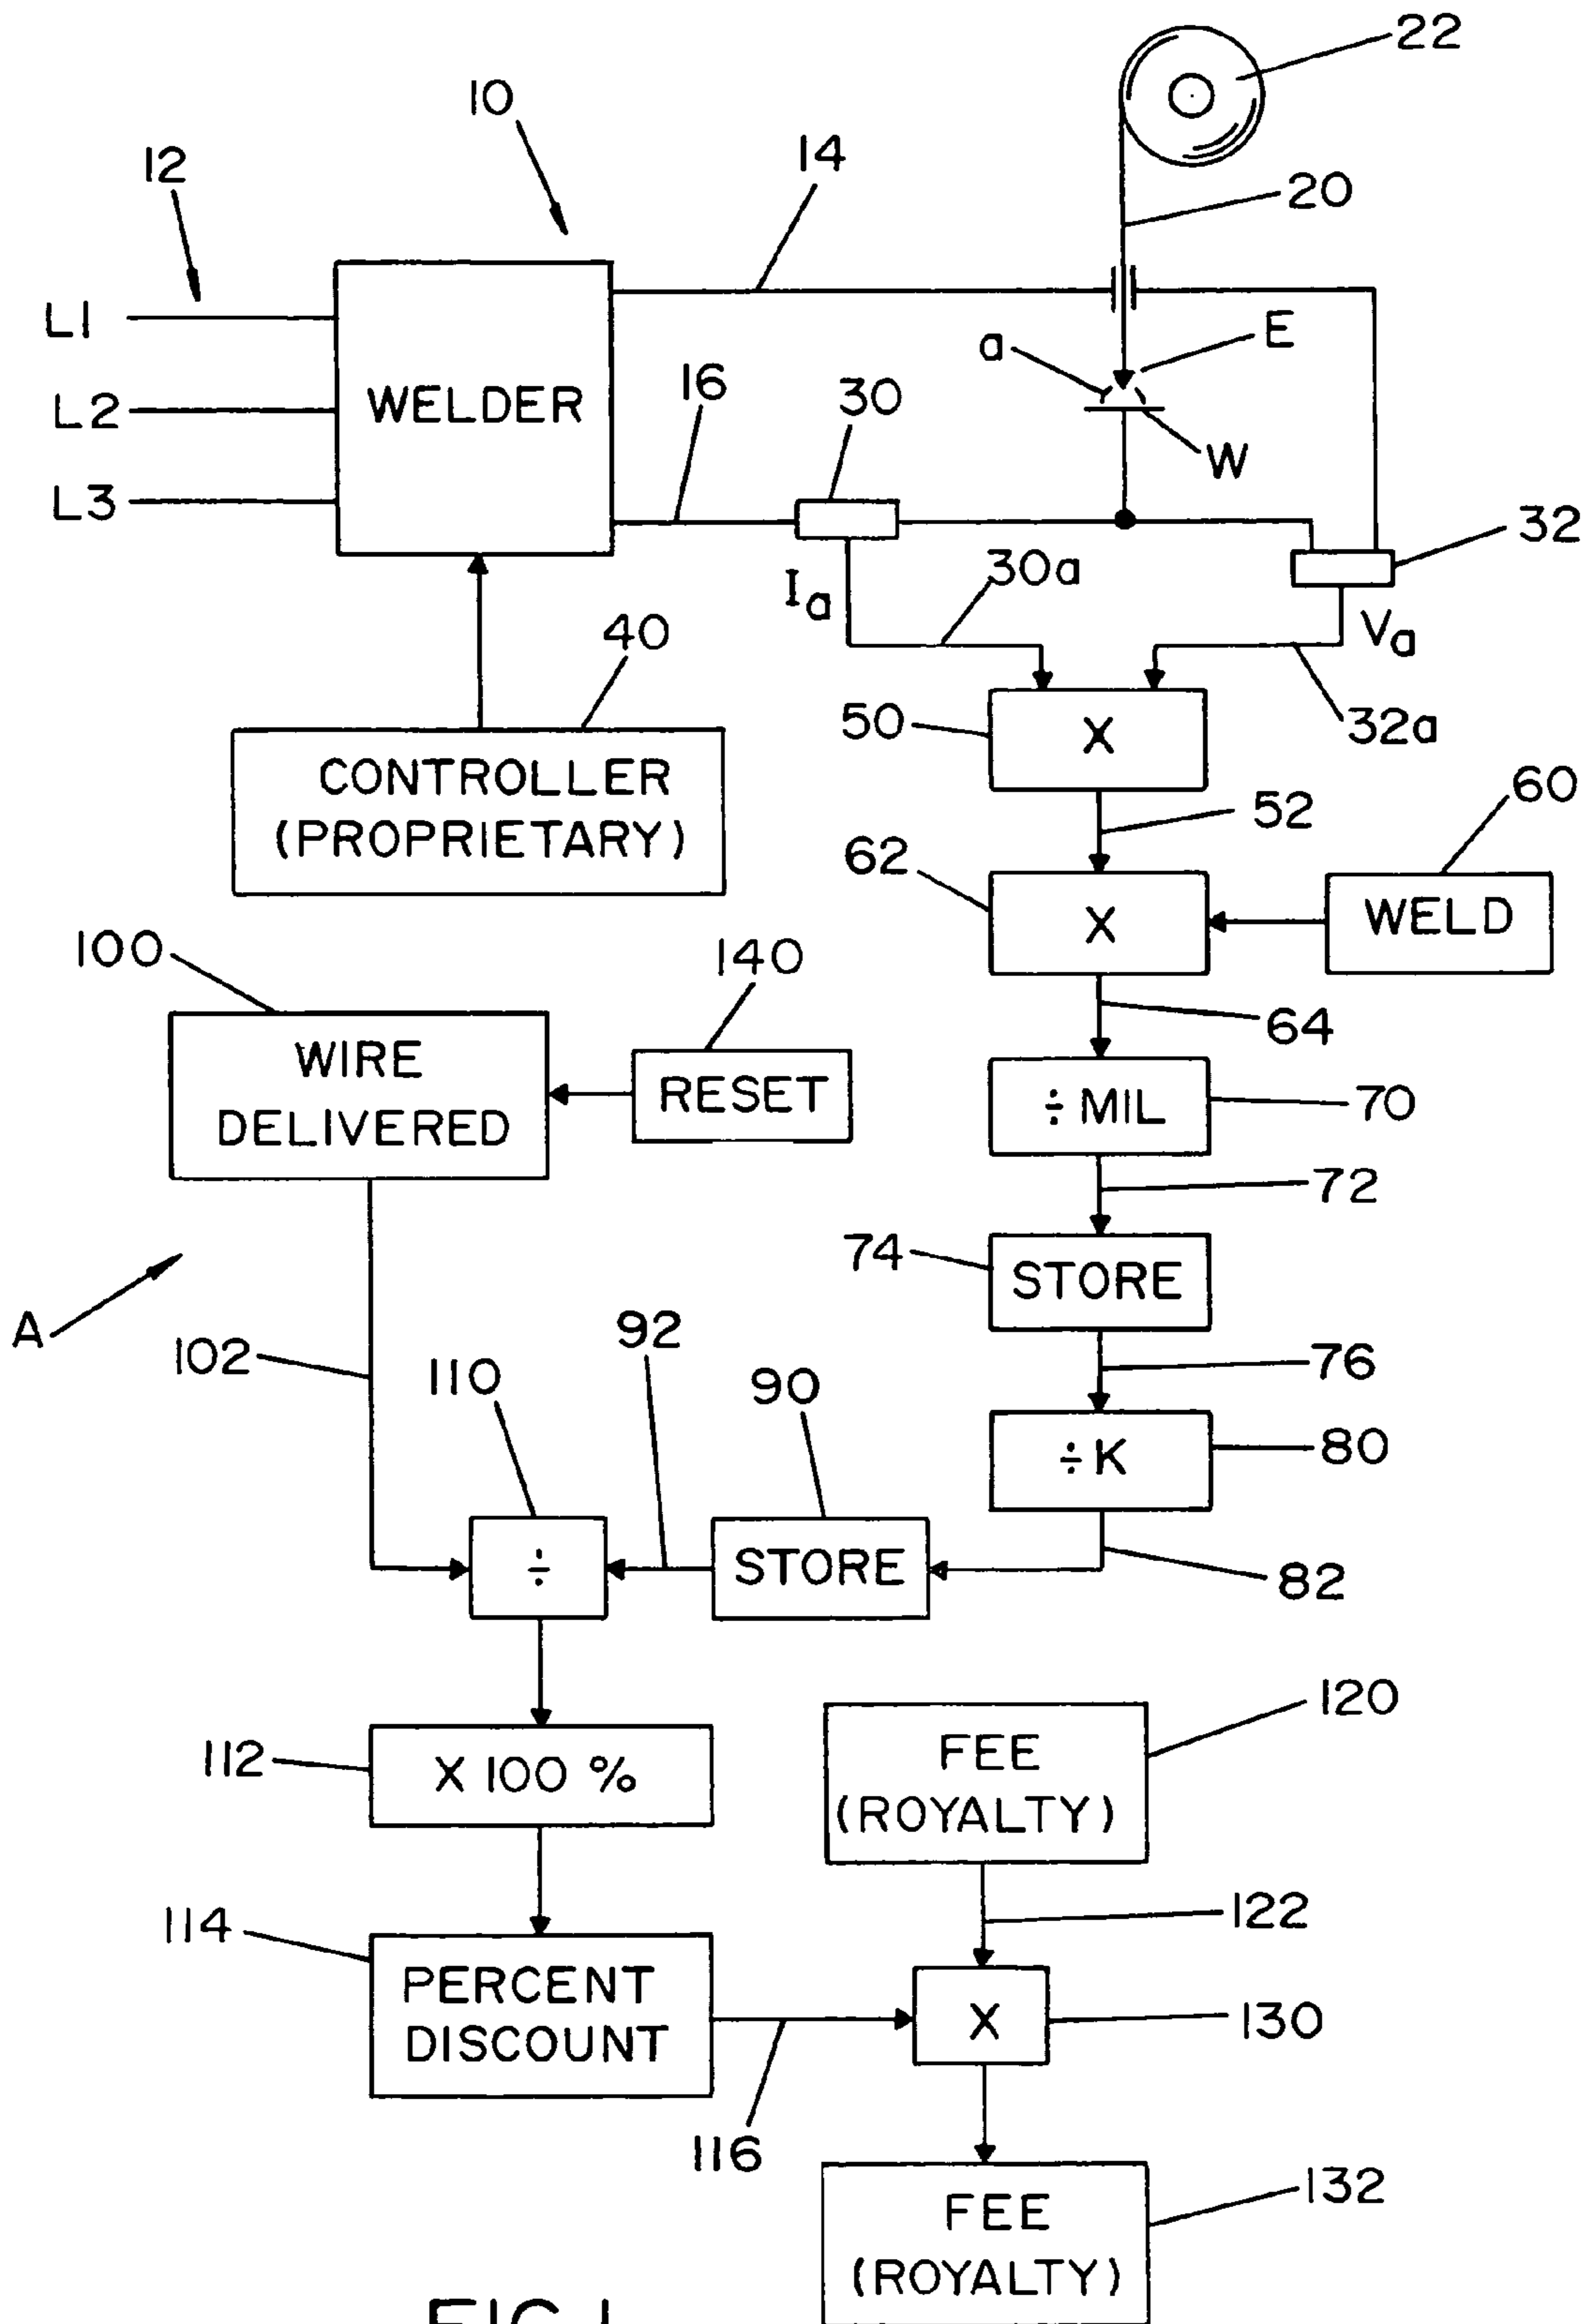 22
10
14
12
20
L1
E
a
16
30
WELDER
L2
W
L3
32
30a
Ia
Va
40
32a
50
X
CONTROLLER
(PROPRIETARY)
60
52
62
X
WELD
100
140
64
WIRE
DELIVERED
RESET
÷ MIL
70
72
74
STORE
A
92
76
102
110
90
÷ K
80
÷
STORE
82
120
FEE
(ROYALTY)
112
X 100 %
122
114
PERCENT
DISCOUNT
X
130
116
132
FEE
(ROYALTY)
FIG. 1